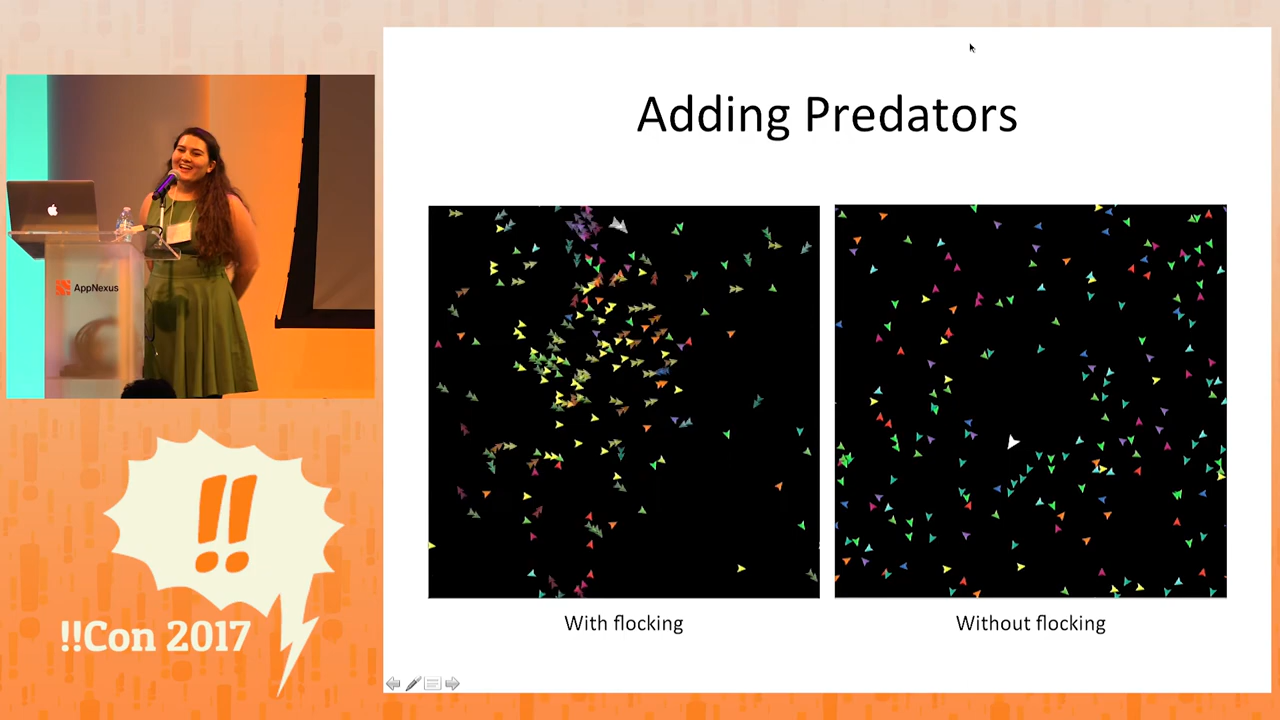 Adding Predators
AppNexus
With flocking
Without flocking
!!
!!Con 2017